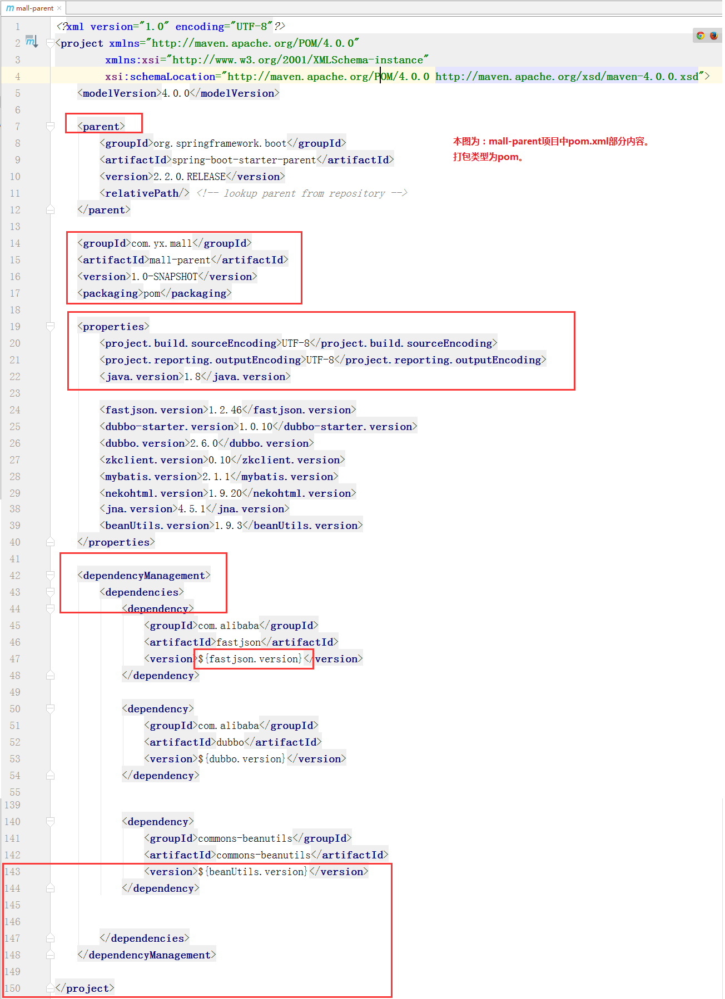 mall-parent
1 <?xml version="1.0" encoding="UTF-8"?>
2 <project xmlns="http://maven.apache.org/POM/4.0.0"
3 xmlns:xsi="http://www.w3.org/2001/XMLSchema-instance"
4 xsi:schemaLocation="http://maven.apache.org/POM/4.0.0 http://maven.apache.org/xsd/maven-4.0.0.xsd">
5 <modelVersion>4.0.0</modelVersion>
6
7 <parent>
8 <groupId>org.springframework.boot</groupId>
本图为：mall-parent项目中pom.xml部分内容。
9 <artifactId>spring-boot-starter-parent</artifactId>
打包类型为pom。
10 <version>2.2.0.RELEASE</version>
11 <relativePath/> <!-- lookup parent from repository -->
12 </parent>
13
14 <groupId>com.yx.mall</groupId>
15 <artifactId>mall-parent</artifactId>
16 <version>1.0-SNAPSHOT</version>
17 <packaging>pom</packaging>
18
19 <properties>
20 <project.build.sourceEncoding>UTF-8</project.build.sourceEncoding>
21 <project.reporting.outputEncoding>UTF-8</project.reporting.outputEncoding>
22 <java.version>1.8</java.version>
23
24 <fastjson.version>1.2.46</fastjson.version>
25 <dubbo-starter.version>1.0.10</dubbo-starter.version>
26 <dubbo.version>2.6.0</dubbo.version>
27 <zkclient.version>0.10</zkclient.version>
28 <mybatis.version>2.1.1</mybatis.version>
29 <nekohtml.version>1.9.20</nekohtml.version>
38 <jna.version>4.5.1</jna.version>
39 <beanUtils.version>1.9.3</beanUtils.version>
40 </properties>
41
42 <dependencyManagement>
43 <dependencies>
44 <dependency>
45 <groupId>com.alibaba</groupId>
46 <artifactId>fastjson</artifactId>
47 <version>${fastjson.version}</version>
48 </dependency>
49
50 <dependency>
51 <groupId>com.alibaba</groupId>
52 <artifactId>dubbo</artifactId>
53 <version>${dubbo.version}</version>
54 </dependency>
55
139
140 <dependency>
141 <groupId>commons-beanutils</groupId>
142 <artifactId>commons-beanutils</artifactId>
143 <version>${beanUtils.version}</version>
144 </dependency>
145
146
147 </dependencies>
148 </dependencyManagement>
149
150 </project>